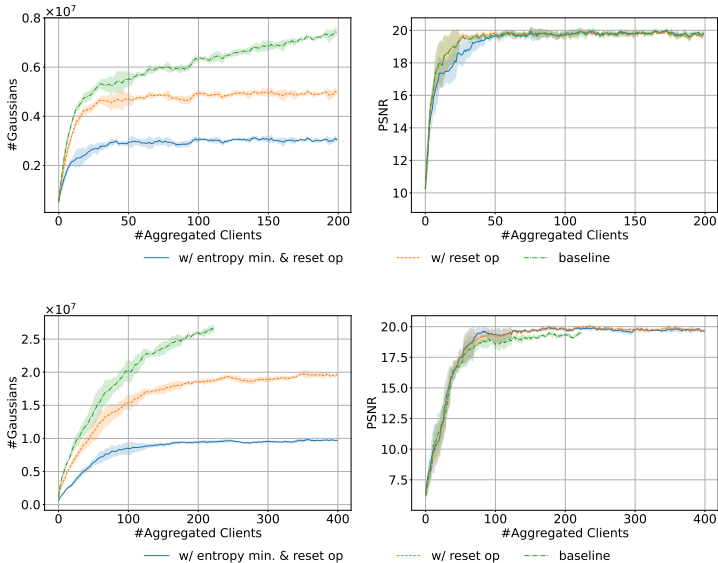 ×10⁷
0.8
0.6
0.4
0.2
#Gaussians
0 50 100 150 200
#Aggregated Clients
20
18
16
14
12
10
PSNR
0 50 100 150 200
#Aggregated Clients
w/ entropy min. & reset op w/ reset op baseline
×10⁷
2.5
2.0
1.5
1.0
0.5
0.0
#Gaussians
0 100 200 300 400
#Aggregated Clients
20.0
17.5
15.0
12.5
10.0
7.5
PSNR
0 100 200 300 400
#Aggregated Clients
w/ entropy min. & reset op w/ reset op baseline